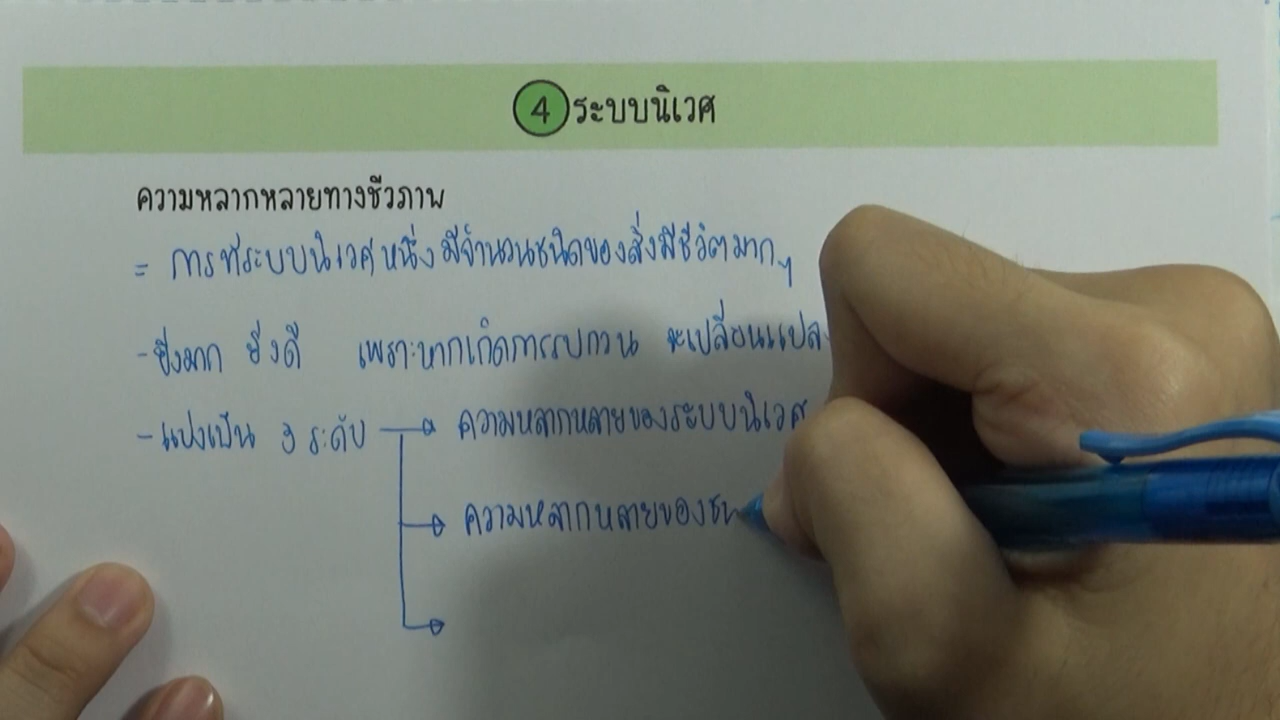 4 ระบบนิเวศ
ความหลากหลายทางชีวภาพ
= การที่ระบบนิเวศหนึ่ง มีจำนวนชนิดของสิ่งมีชีวิตมากๆ
- ยิ่งมาก ยิ่งดี เพราะหากเกิดการรบกวน จะเปลี่ยนแปลง
- แบ่งเป็น 3 ระดับ → ความหลากหลายของระบบนิเวศ
→ ความหลากหลายของชน
→